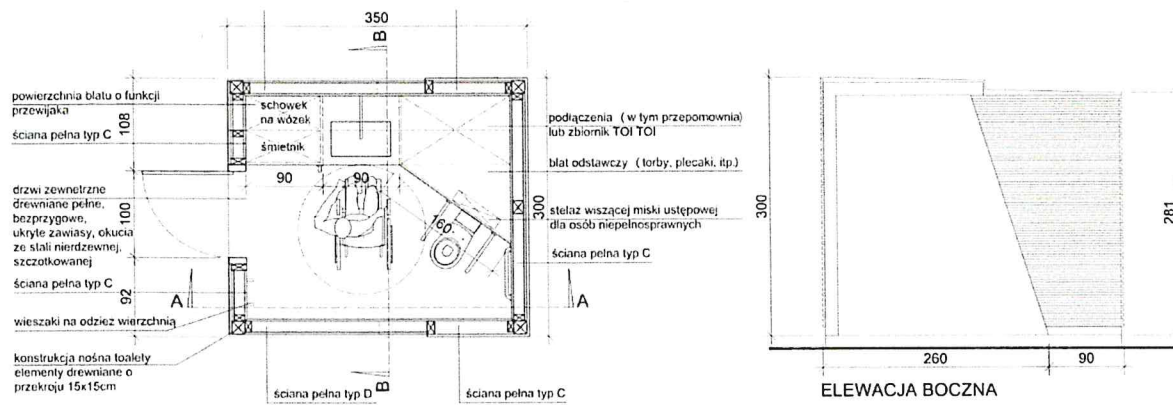 350
B
powierzchnia blatu o funkcji
przewijaka
108
ściana pełna typ C
schowek
na wózek
śmietnik
90
90
podłączenia ( w tym przepompownia)
lub zbiornik TOI TOI
blat odstawczy ( torby, plecaki, itp.)
drzwi zewnetrzne
drewniane pełne,
bezprzygowe,
ukryte zawiasy, okucia
ze stali nierdzewnej,
szczotkowanej
100
160
300
stelaż wiszącej miski ustępowej
dla osób niepełnosprawnych
ściana pełna typ C
ściana pełna typ C
92
A
A
wieszaki na odzież wierzchnią
konstrukcja nośna toalety
elementy drewniane o
przekroju 15x15cm
ściana pełna typ D
B
ściana pełna typ C
300
281
260
90
ELEWACJA BOCZNA